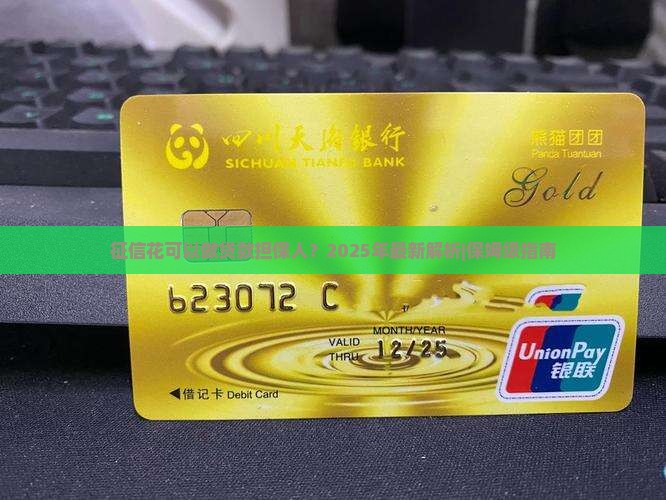 四川天府銀行
SICHUAN TIANFU BANK
熊猫团团
Panda Tuantuan
Gold
征信花可以做贷款担保人？2025年最新解析|保姆级指南
623072 C
MONTH/YEAR
VALID
THRU
12/25
UnionPay
银联
借记卡 Debit Card